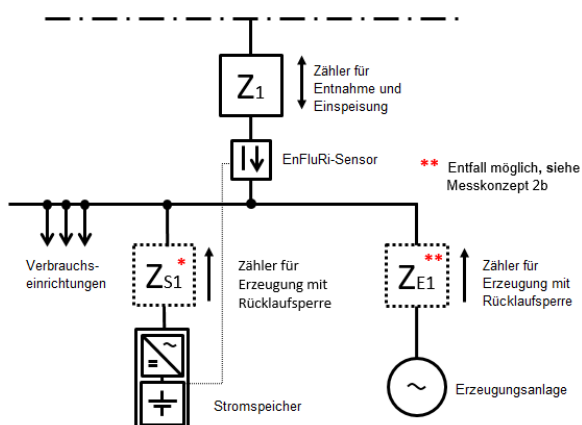 Z1
Zähler für
Entnahme und
Einspeisung
EnFluRi-Sensor
** Entfall möglich, siehe
Messkonzept 2b
Verbrauchs-
einrichtungen
ZS1 *
Zähler für
Erzeugung mit
Rücklaufsperre
ZE1 **
Zähler für
Erzeugung mit
Rücklaufsperre
~
=
Stromspeicher
~
Erzeugungsanlage